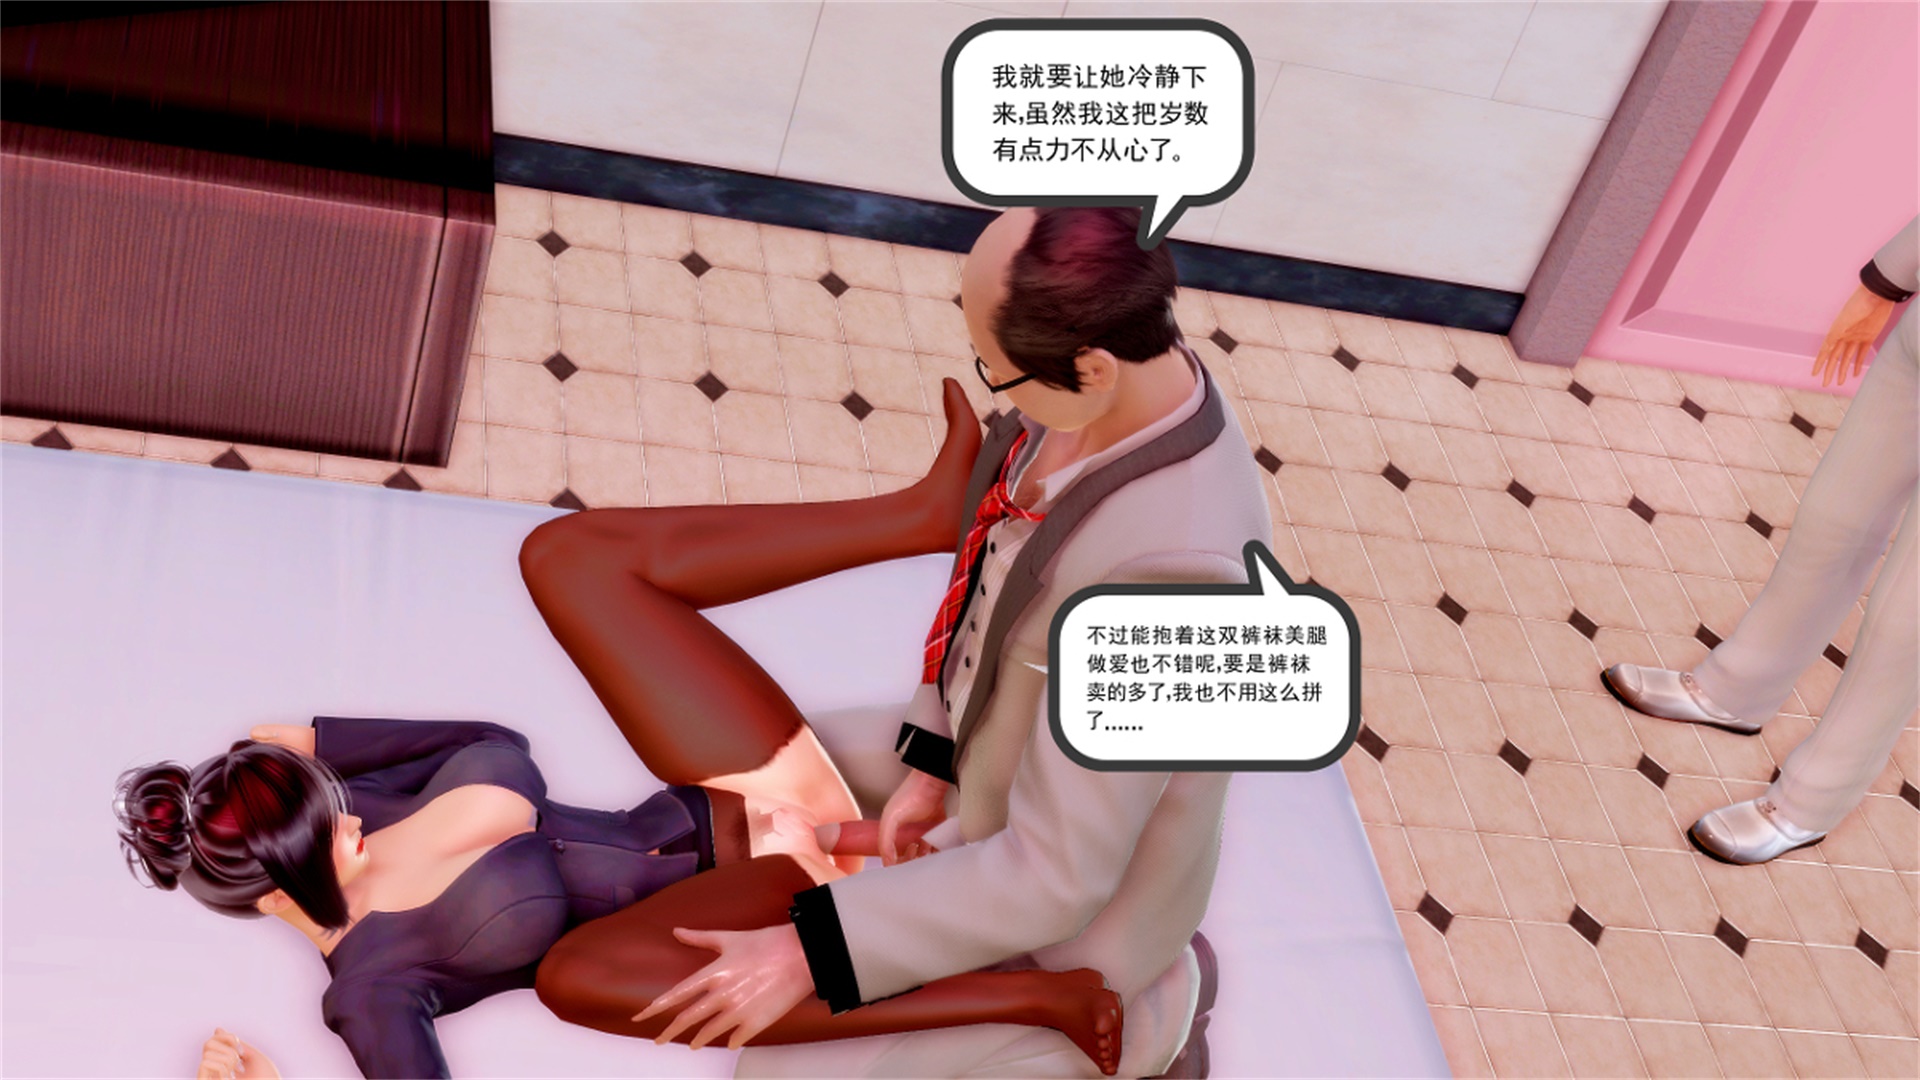 我就要让她冷静下
来,虽然我这把岁数
有点力不从心了。
不过能抱着这双裤袜美腿
做爱也不错呢,要是裤袜
卖的多了,我也不用这么拼
了......